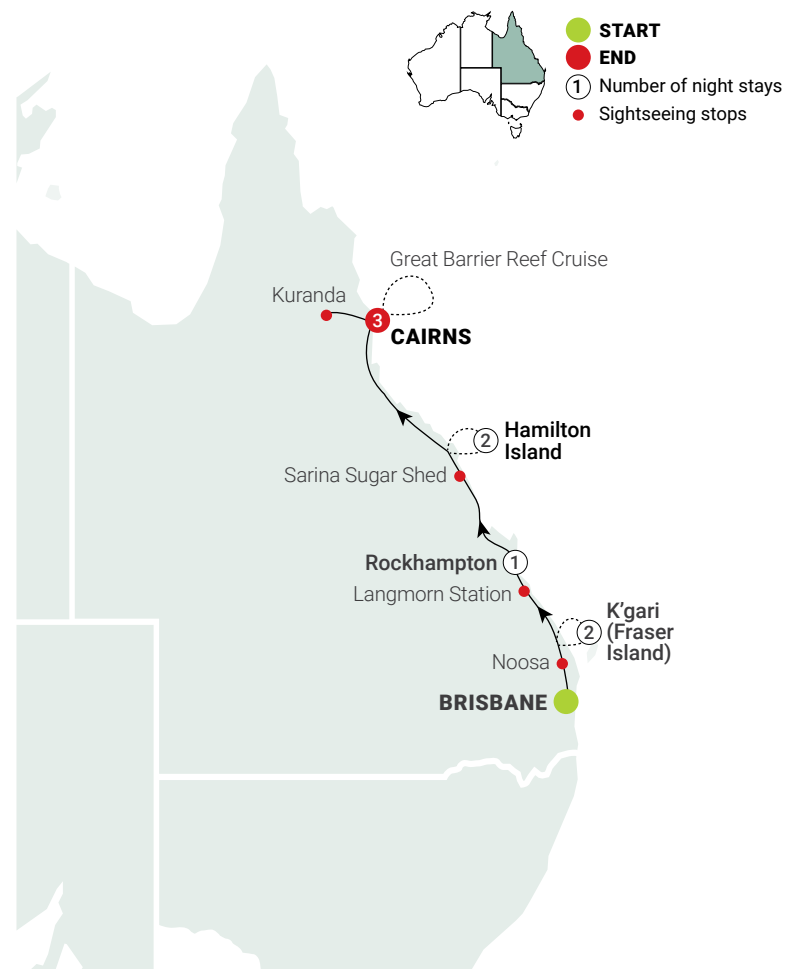 START
END
1 Number of night stays
Sightseeing stops
Great Barrier Reef Cruise
Kuranda
3
CAIRNS
2
Hamilton
Island
Sarina Sugar Shed
Rockhampton 1
Langmorn Station
2
K'gari
(Fraser
Island)
Noosa
BRISBANE